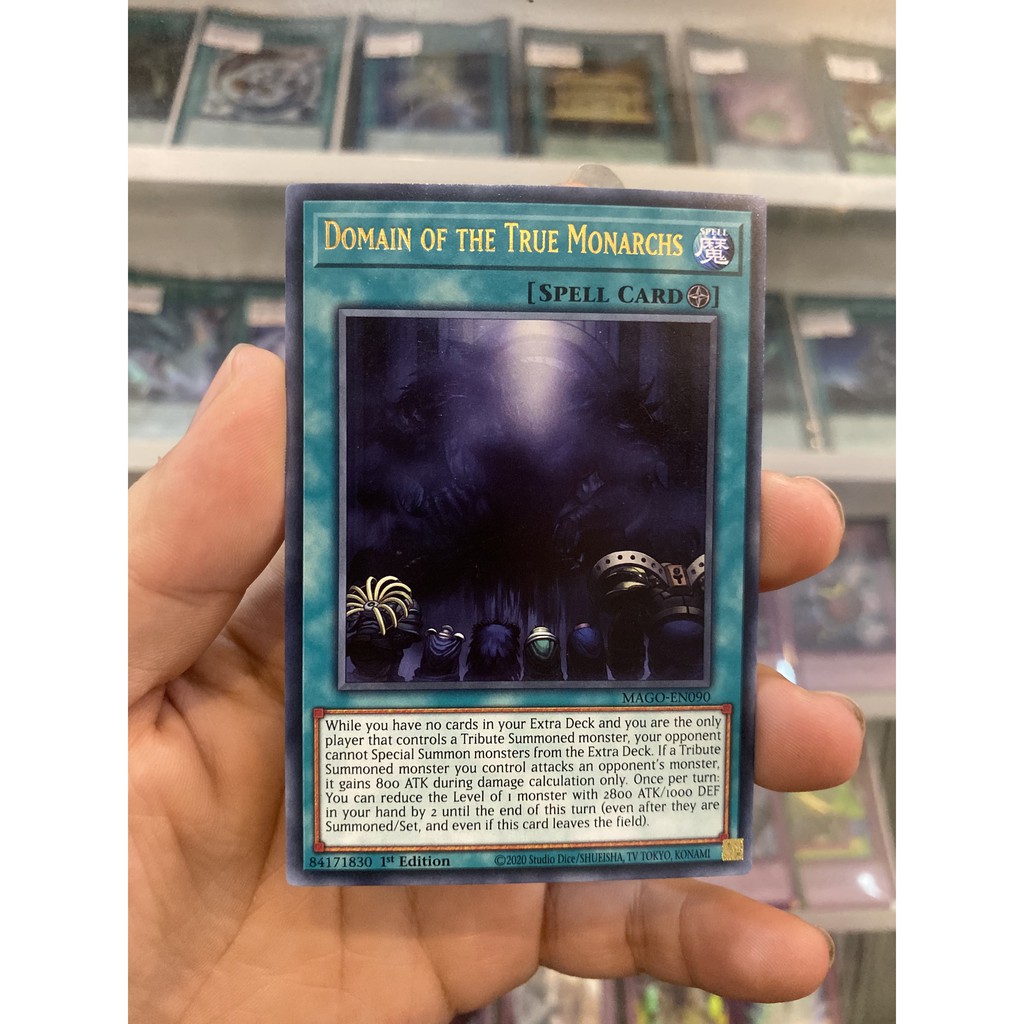 DOMAIN OF THE TRUE MONARCHS
SPELL
魔
[SPELL CARD]
MAGO-EN090
While you have no cards in your Extra Deck and you are the only
player that controls a Tribute Summoned monster, your opponent
cannot Special Summon monsters from the Extra Deck. If a Tribute
Summoned monster you control attacks an opponent's monster,
it gains 800 ATK during damage calculation only. Once per turn:
You can reduce the Level of 1 monster with 2800 ATK/1000 DEF
in your hand by 2 until the end of this turn (even after they are
Summoned/Set, and even if this card leaves the field).
84171830 1st Edition ©2020 Studio Dice/SHUEISHA, TV TOKYO, KONAMI